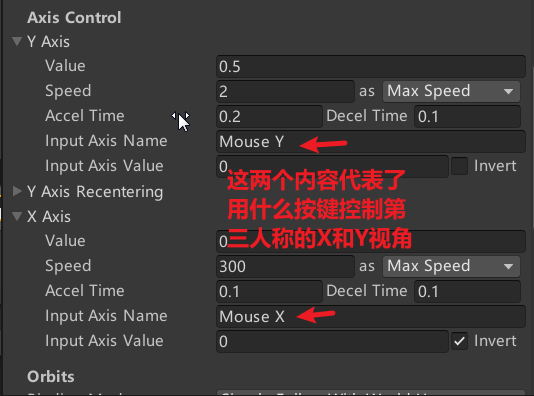 Axis Control
Y Axis
Value 0.5
Speed 2 as Max Speed
Accel Time 0.2 Decel Time 0.1
Input Axis Name Mouse Y
Input Axis Value 0 Invert
这两个内容代表了
Y Axis Recentering
用什么按键控制第
X Axis
三人称的X和Y视角
Value 0
Speed 300 as Max Speed
Accel Time 0.1 Decel Time 0.1
Input Axis Name Mouse X
Input Axis Value 0 Invert
Orbits